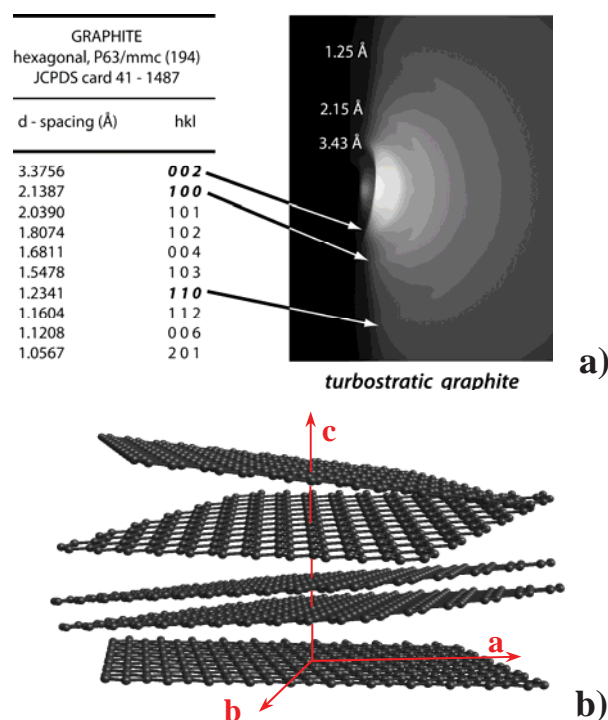 GRAPHITE
hexagonal, P63/mmc (194)
JCPDS card 41 - 1487
d - spacing (Å) hkl
3.3756 002
2.1387 100
2.0390 101
1.8074 102
1.6811 004
1.5478 103
1.2341 110
1.1604 112
1.1208 006
1.0567 201
1.25 Å
2.15 Å
3.43 Å
turbostratic graphite
a)
c
a
b
b)